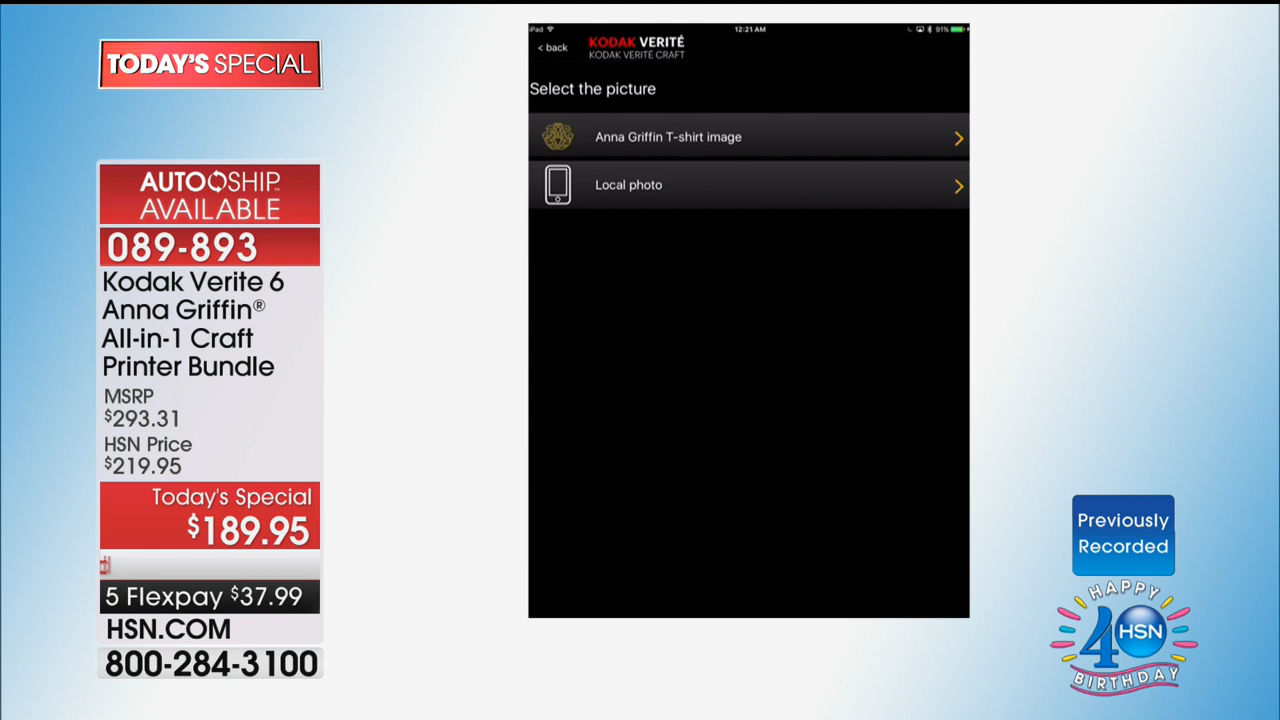 TODAY'S SPECIAL
AUTOSHIP™
AVAILABLE
089-893
Kodak Verite 6
Anna Griffin®
All-in-1 Craft
Printer Bundle
MSRP
$293.31
HSN Price
$219.95
Today's Special
$189.95
5 Flexpay $37.99
HSN.COM
800-284-3100
iPad
12:21 AM
91%
< back
KODAK VERITÉ
KODAK VERITÉ CRAFT
Select the picture
Anna Griffin T-shirt image
Local photo
Previously
Recorded
HAPPY
40
HSN
BIRTHDAY